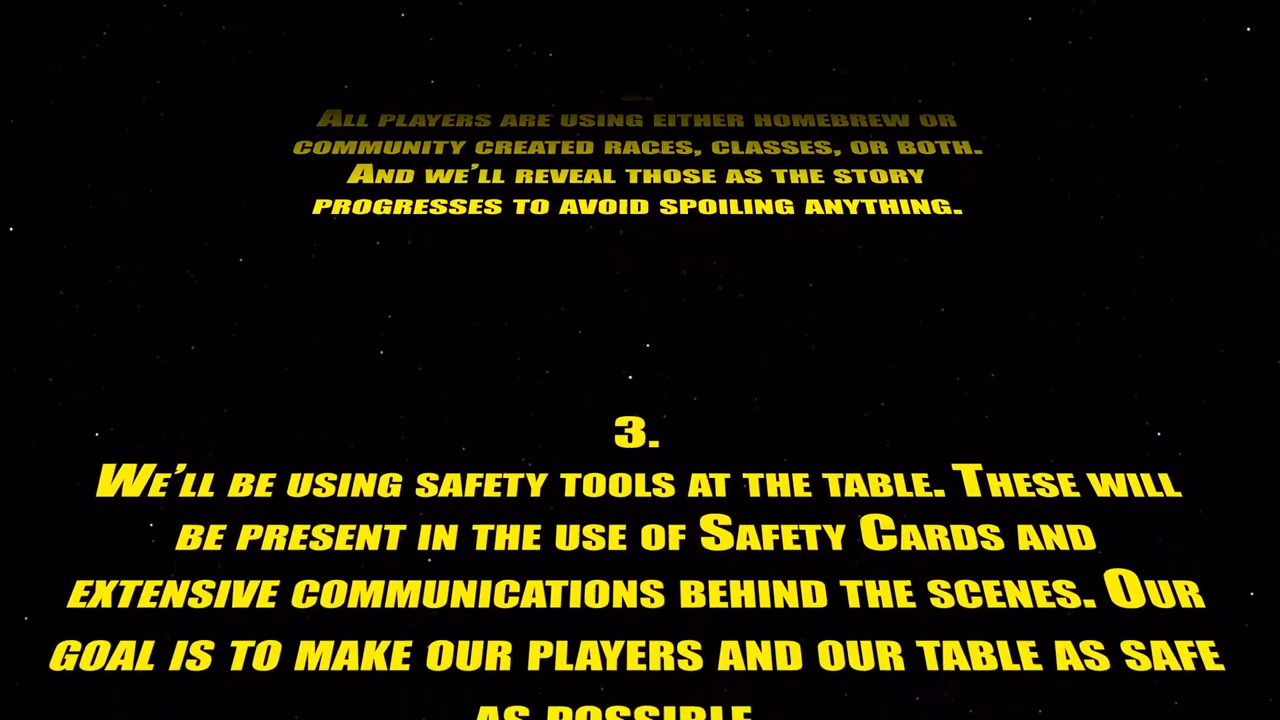 All players are using either homebrew or
community created races, classes, or both.
And we'll reveal those as the story
progresses to avoid spoiling anything.
3.
We'll be using safety tools at the table. These will
be present in the use of Safety Cards and
extensive communications behind the scenes. Our
goal is to make our players and our table as safe
as possible.